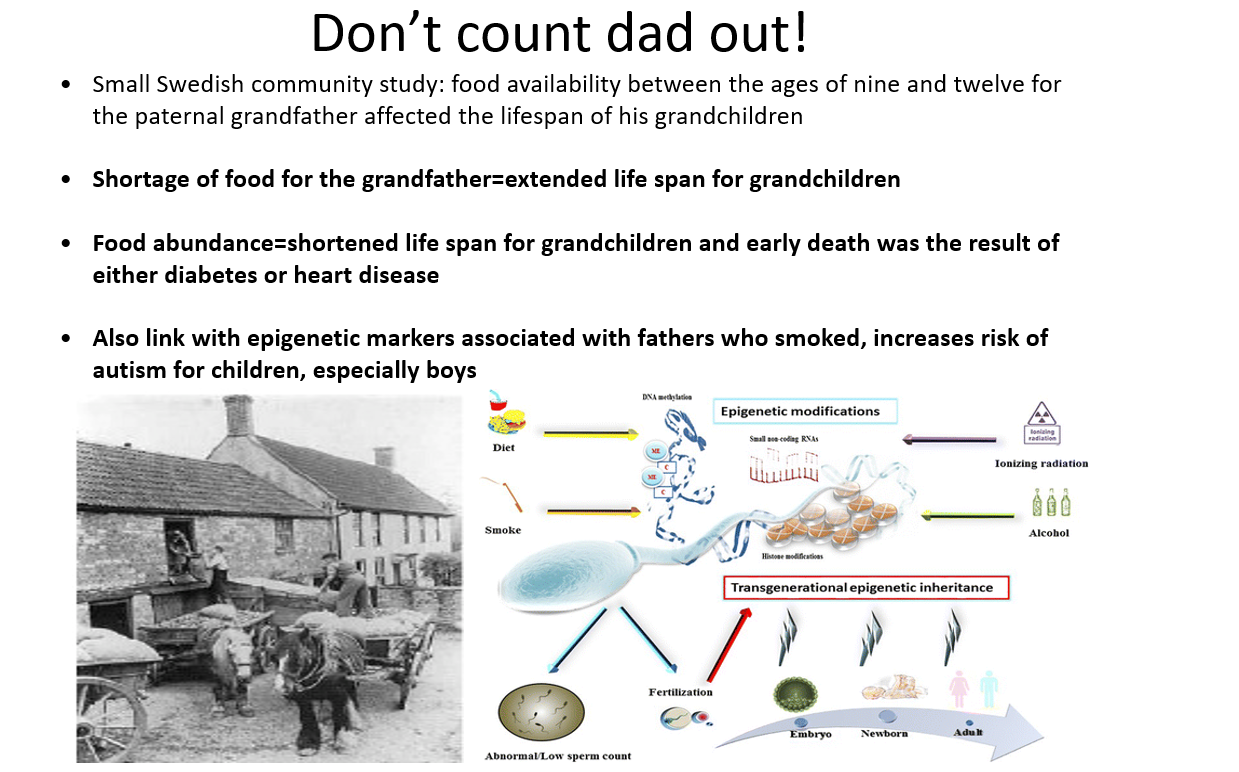 Don't count dad out!
• Small Swedish community study: food availability between the ages of nine and twelve for
the paternal grandfather affected the lifespan of his grandchildren
• Shortage of food for the grandfather=extended life span for grandchildren
• Food abundance=shortened life span for grandchildren and early death was the result of
either diabetes or heart disease
• Also link with epigenetic markers associated with fathers who smoked, increases risk of
autism for children, especially boys
DNA methylation
Epigenetic modifications
Small non-coding RNAs
Diet
Ionizing
radiation
ME
C
ME
C
Ionizing radiation
Smoke
Alcohol
Histone modifications
Transgenerational epigenetic inheritance
Fertilization
Embryo
Newborn
Adult
Abnormal/Low sperm count